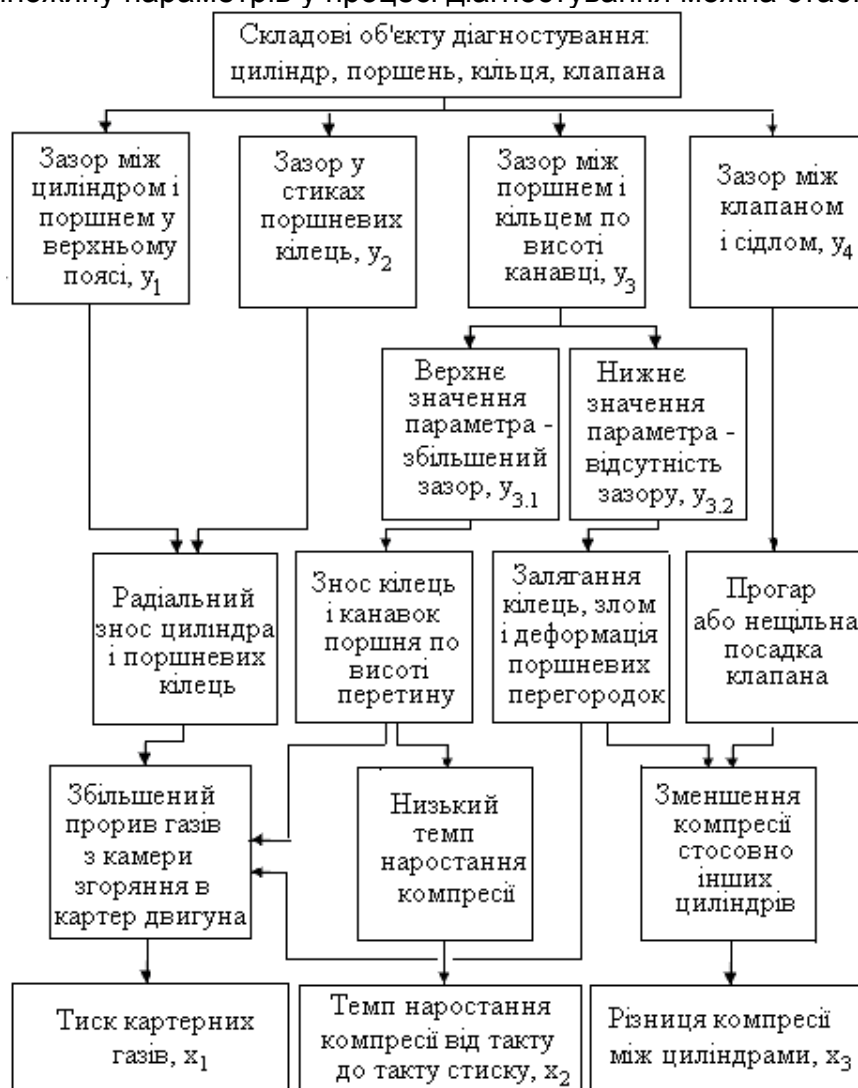 множину параметрів у процесі діагностування можна
Складові об'єкту діагностування:
циліндр, поршень, кільця, клапана
Зазор між
циліндром і
поршнем у
верхньому
поясі, y1
Зазор у
стиках
поршневих
кілець, y2
Зазор між
поршнем і
кільцем по
висоті
канавці, y3
Зазор між
клапаном
і сідлом, y4
Верхнє
значення
параметра -
збільшений
зазор, y3.1
Нижнє
значення
параметра -
відсутність
зазору, y3.2
Радіальний
знос циліндра
і поршневих
кілець
Знос кілець
і канавок
поршня по
висоті
перетину
Залягання
кілець, злом
і деформація
поршневих
перегородок
Прогар
або нещільна
посадка
клапана
Збільшений
прорив газів
з камери
згоряння в
картер двигуна
Низький
темп
наростання
компресії
Зменшення
компресії
стосовно
інших
циліндрів
Тиск картерних
газів, x1
Темп наростання
компресії від такту
до такту стиску, x2
Різниця компресії
між циліндрами, x3